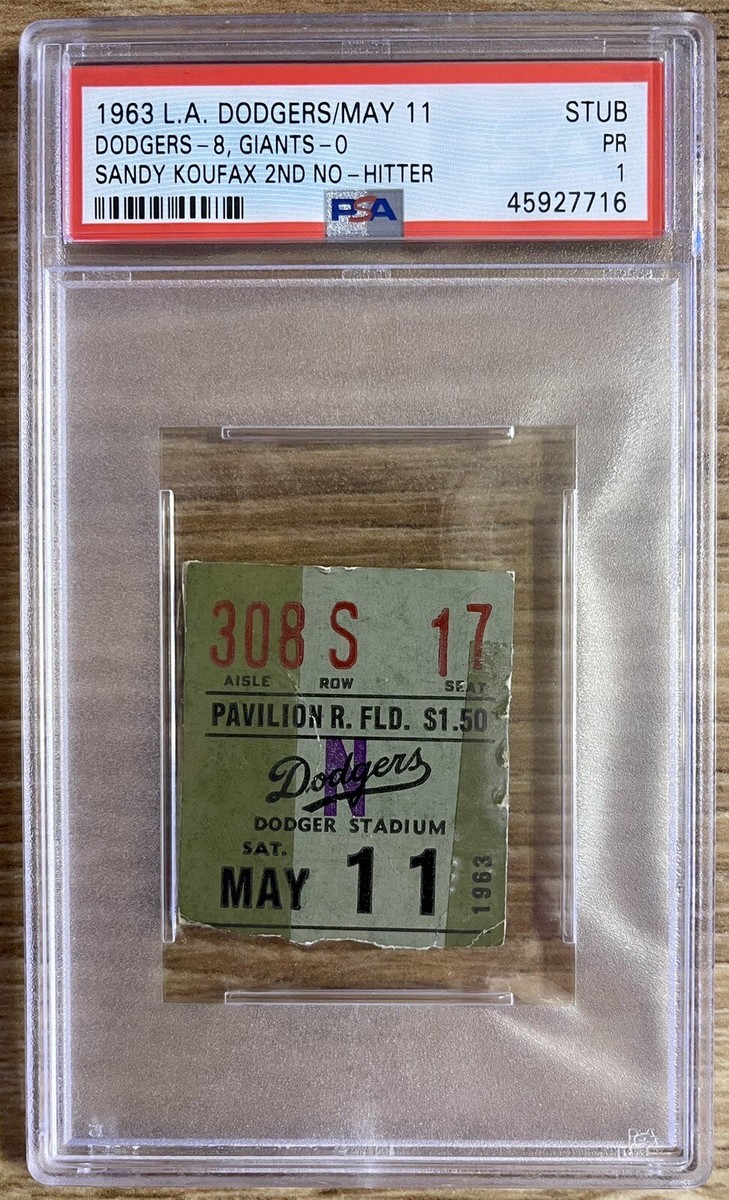 1963 L.A. DODGERS/MAY 11 STUB
DODGERS-8, GIANTS-0 PR
SANDY KOUFAX 2ND NO-HITTER 1
PSA 45927716
308 S 17
AISLE ROW SEAT
PAVILION R. FLD. $1.50
N
Dodgers
DODGER STADIUM
SAT.
MAY 11
1963